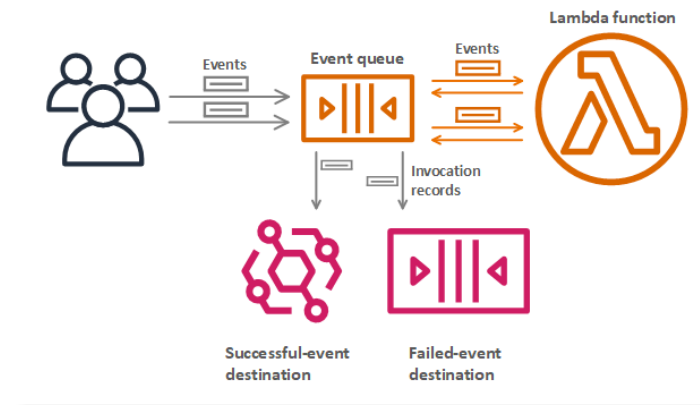 Lambda function
Events
Event queue
Events
Invocation
records
Successful-event
destination
Failed-event
destination